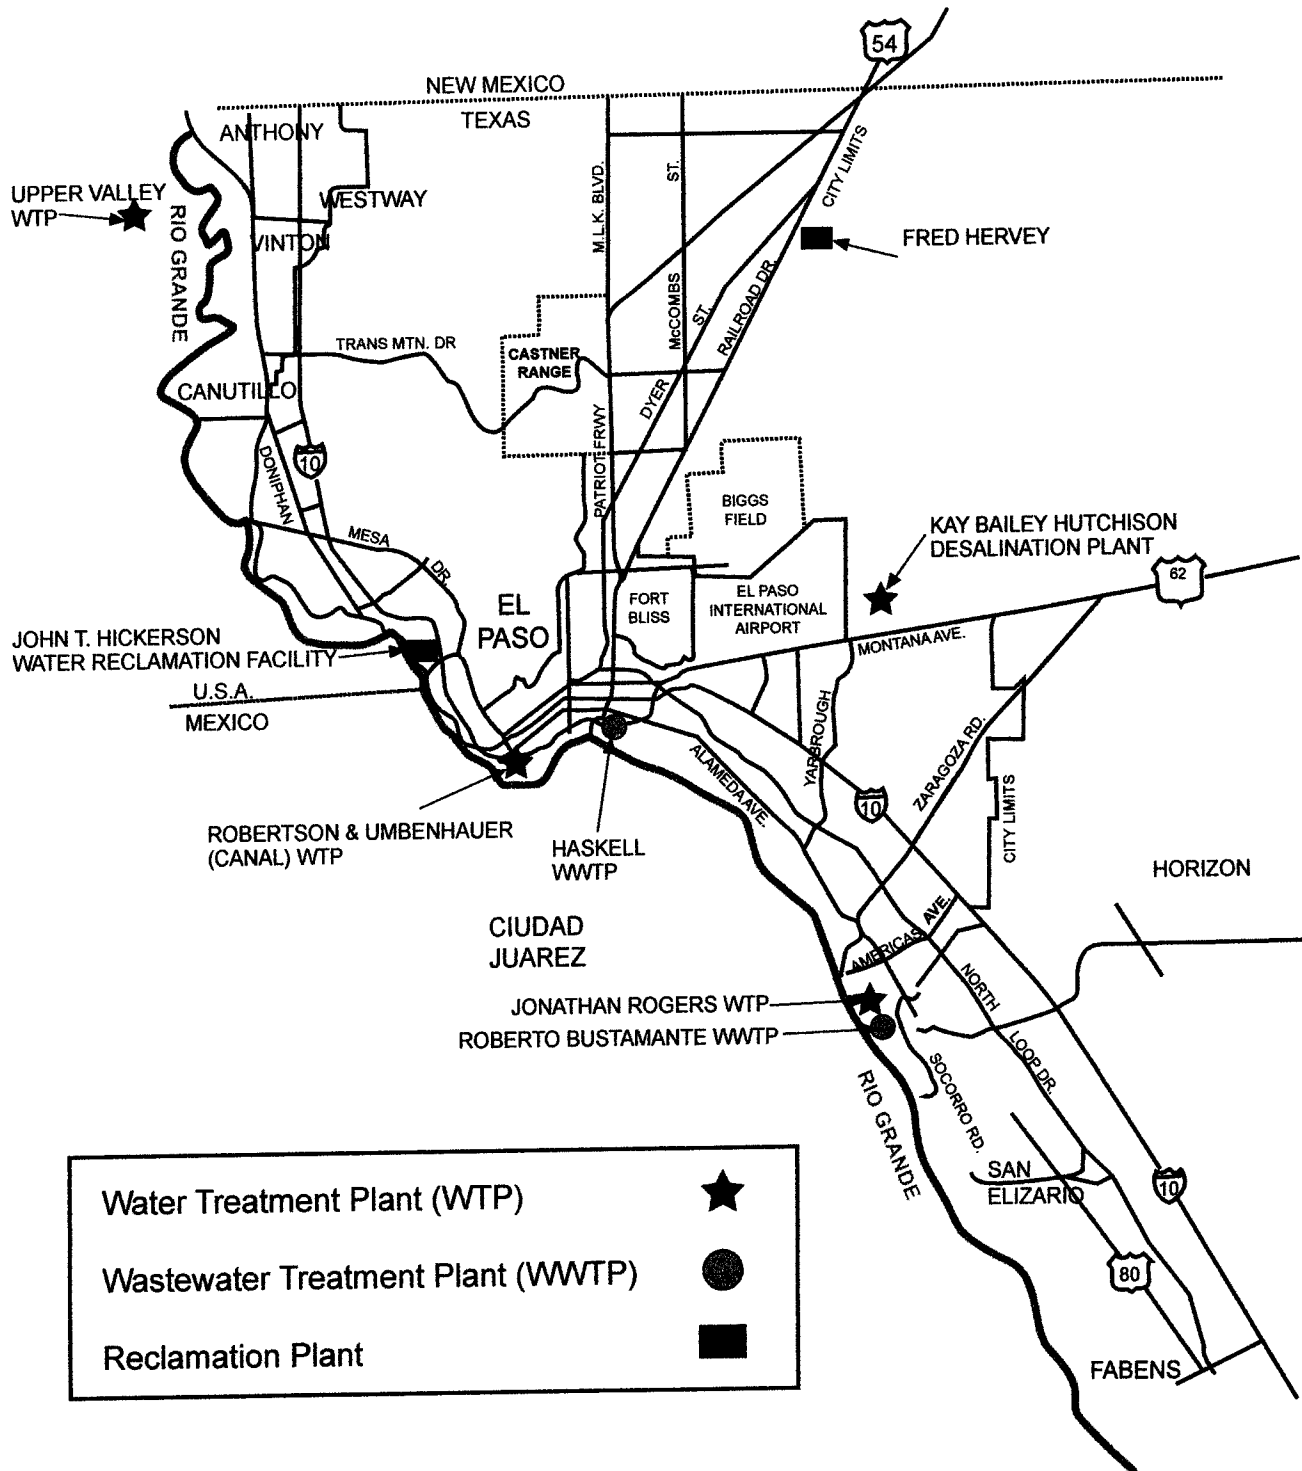 54
NEW MEXICO
TEXAS
ANTHONY
CITY LIMITS
UPPER VALLEY
WTP
WESTWAY
RIO GRANDE
VINTON
M.L.K. BLVD.
McCOMBS ST.
FRED HERVEY
DYER ST.
RAILROAD DR.
TRANS MTN. DR
CASTNER
RANGE
CANUTILLO
PATRIOT FRWY
DONIPHAN
10
BIGGS
FIELD
MESA DR.
KAY BAILEY HUTCHISON
DESALINATION PLANT
62
EL
PASO
FORT
BLISS
EL PASO
INTERNATIONAL
AIRPORT
MONTANA AVE.
JOHN T. HICKERSON
WATER RECLAMATION FACILITY
U.S.A.
MEXICO
YARBROUGH
ZARAGOZA RD.
ALAMEDA AVE.
10
CITY LIMITS
ROBERTSON & UMBENHAUER
(CANAL) WTP
HASKELL
WWTP
HORIZON
CIUDAD
JUAREZ
AMERICAS AVE.
JONATHAN ROGERS WTP
ROBERTO BUSTAMANTE WWTP
NORTH LOOP DR.
SOCORRO RD.
RIO GRANDE
SAN
ELIZARIO
10
80
FABENS
Water Treatment Plant (WTP)
Wastewater Treatment Plant (WWTP)
Reclamation Plant